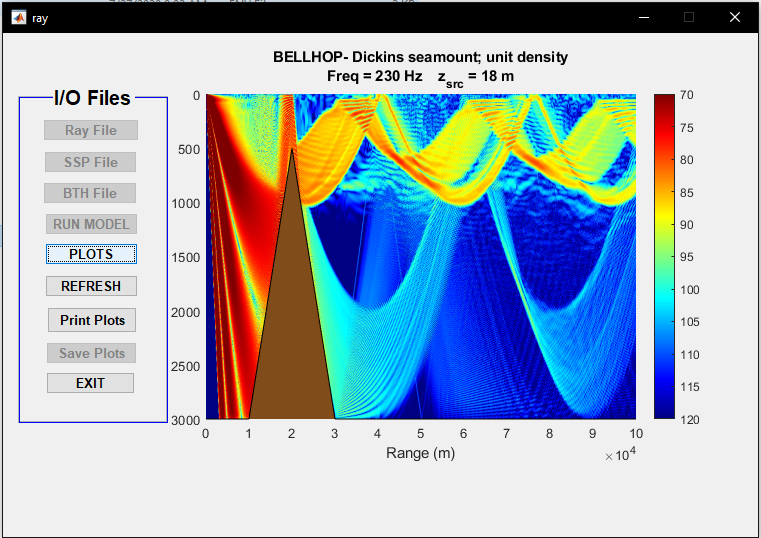 ray
BELLHOP- Dickins seamount; unit density
Freq = 230 Hz z_src = 18 m
I/O Files
Ray File
SSP File
BTH File
RUN MODEL
PLOTS
REFRESH
Print Plots
Save Plots
EXIT
0
500
1000
1500
2000
2500
3000
0 1 2 3 4 5 6 7 8 9 10
Range (m)
×10^4
70
75
80
85
90
95
100
105
110
115
120